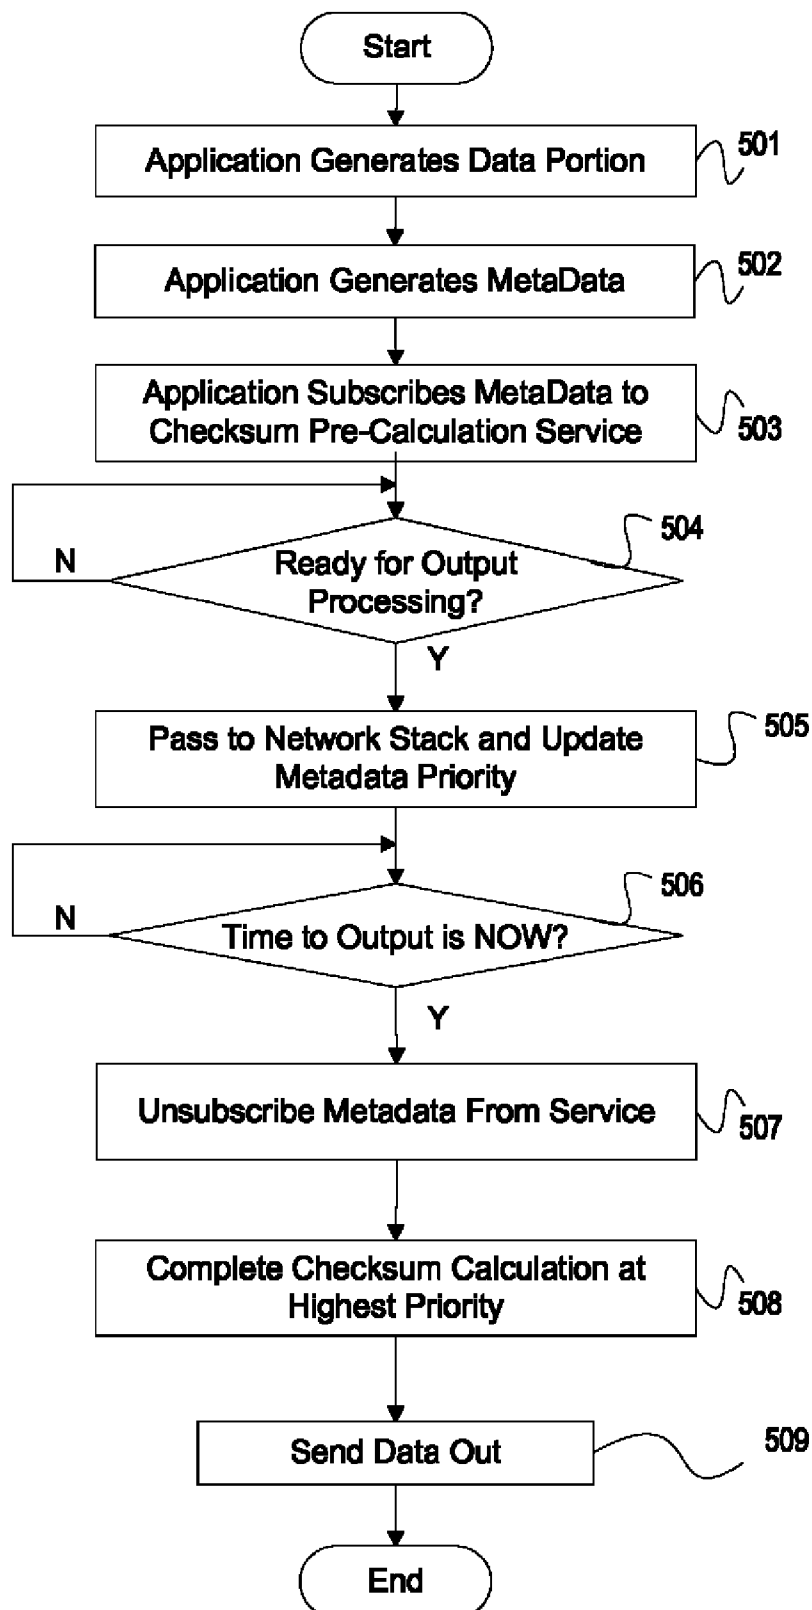 Start
Application Generates Data Portion
501
Application Generates MetaData
502
Application Subscribes MetaData to
Checksum Pre-Calculation Service
503
504
Ready for Output
Processing?
N
Y
Pass to Network Stack and Update
Metadata Priority
505
506
Time to Output is NOW?
N
Y
Unsubscribe Metadata From Service
507
Complete Checksum Calculation at
Highest Priority
508
Send Data Out
509
End